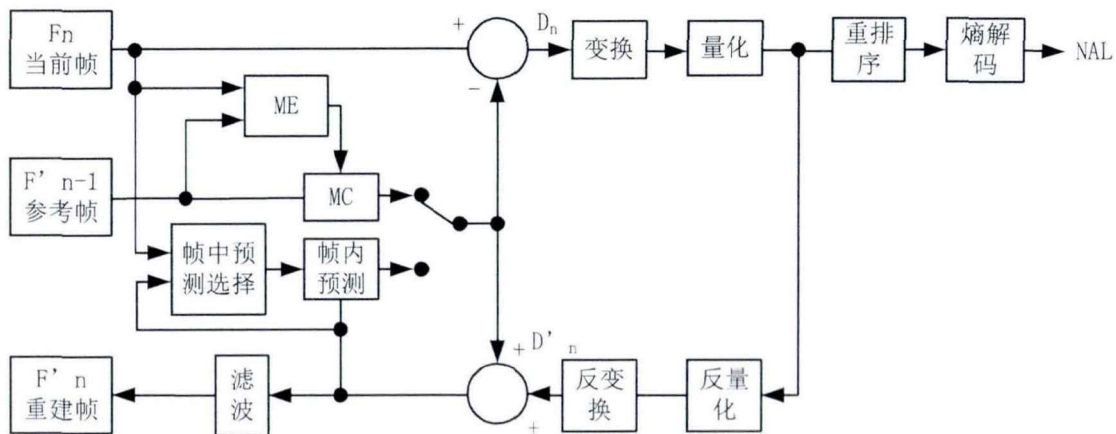 Fn
当前帧
+
Dn
变换
量化
重排
序
熵解
码
NAL
-
ME
F' n-1
参考帧
MC
帧中预
测选择
帧内
预测
F' n
重建帧
滤
波
+
D' n
+
反变
换
反量
化